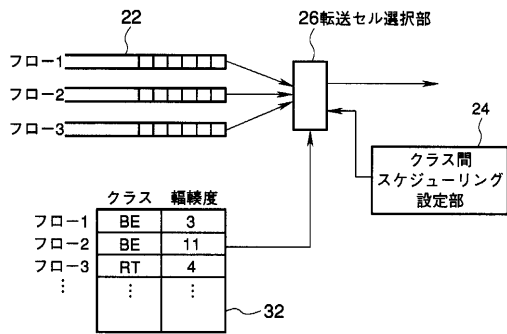 22
26転送セル選択部
フロー1
フロー2
フロー3
24
クラス間
スケジューリング
設定部
クラス 輻輳度
フロー1 BE 3
フロー2 BE 11
フロー3 RT 4
⋮ ⋮ ⋮
32